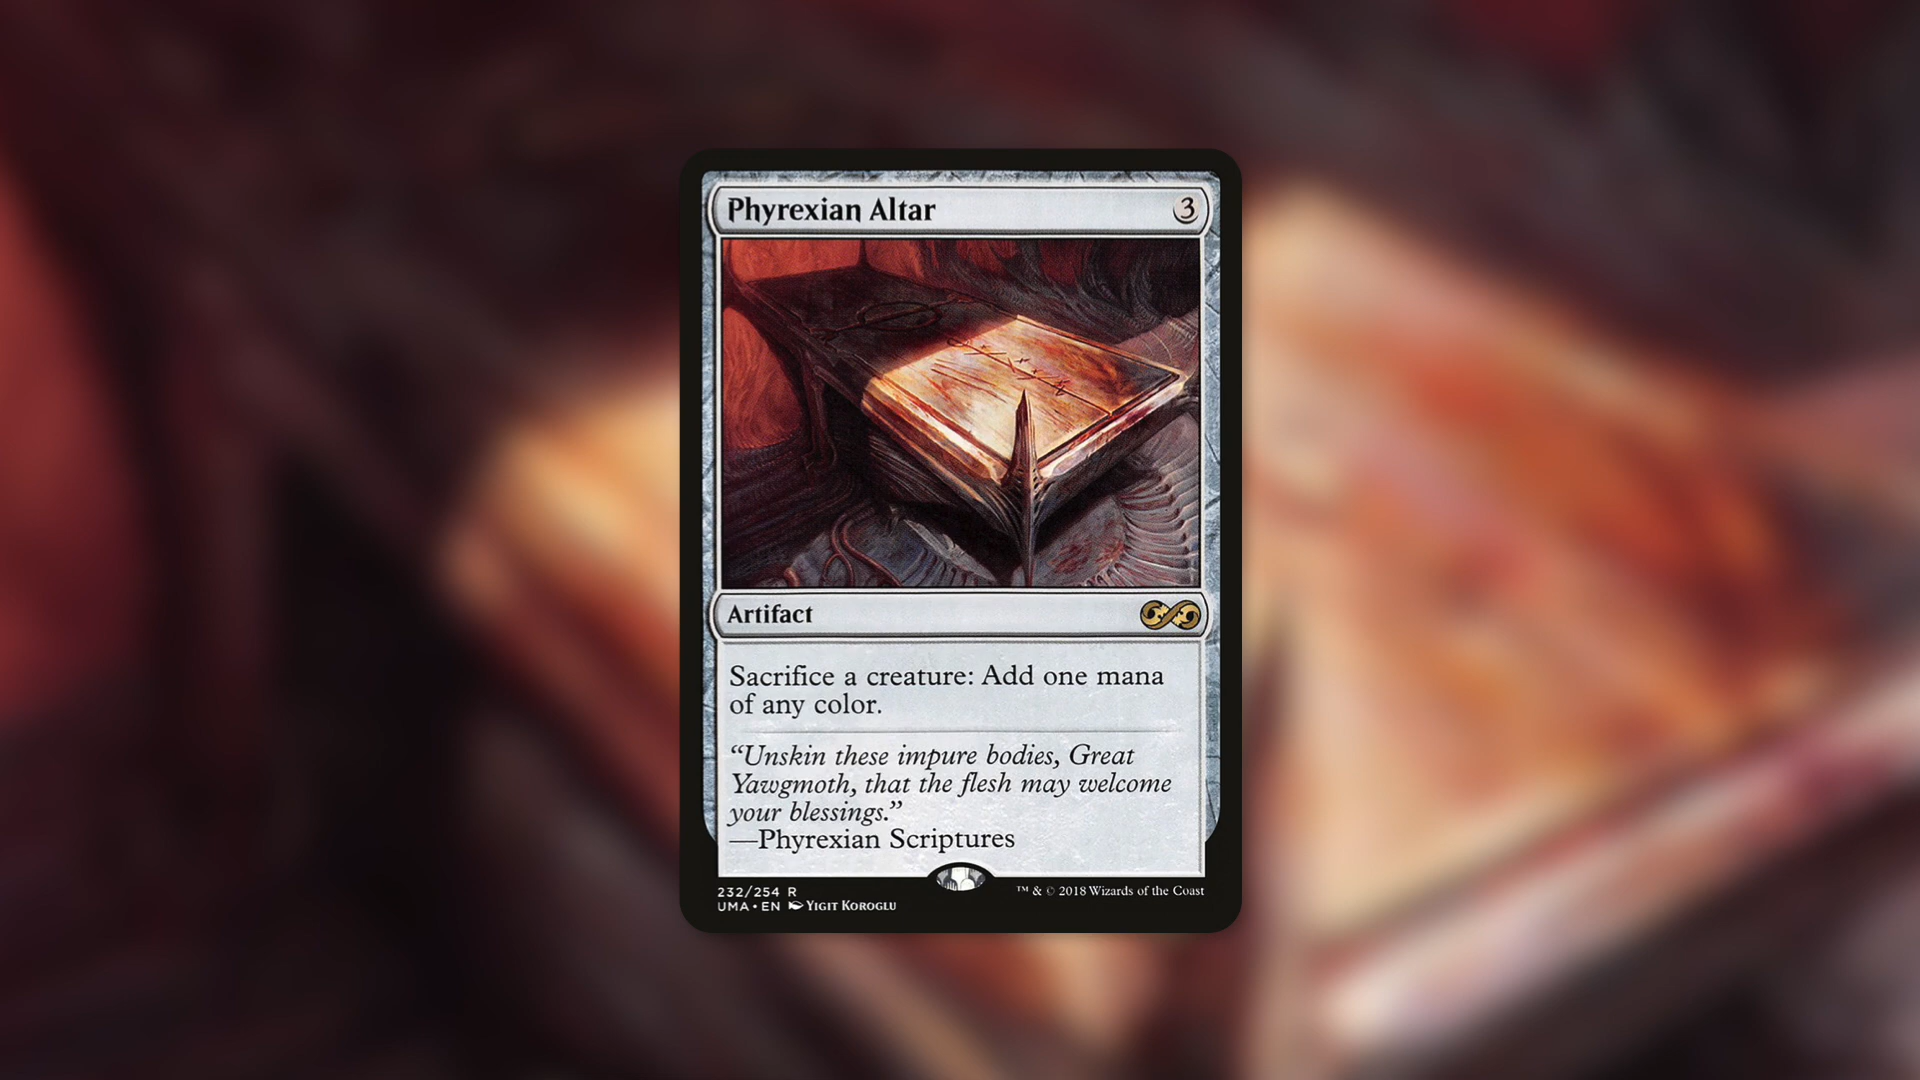 Phyrexian Altar 3
Artifact
Sacrifice a creature: Add one mana
of any color.
“Unskin these impure bodies, Great
Yawgmoth, that the flesh may welcome
your blessings.”
—Phyrexian Scriptures
232/254 R
™ & © 2018 Wizards of the Coast
UMA • EN Yigit Koroglu